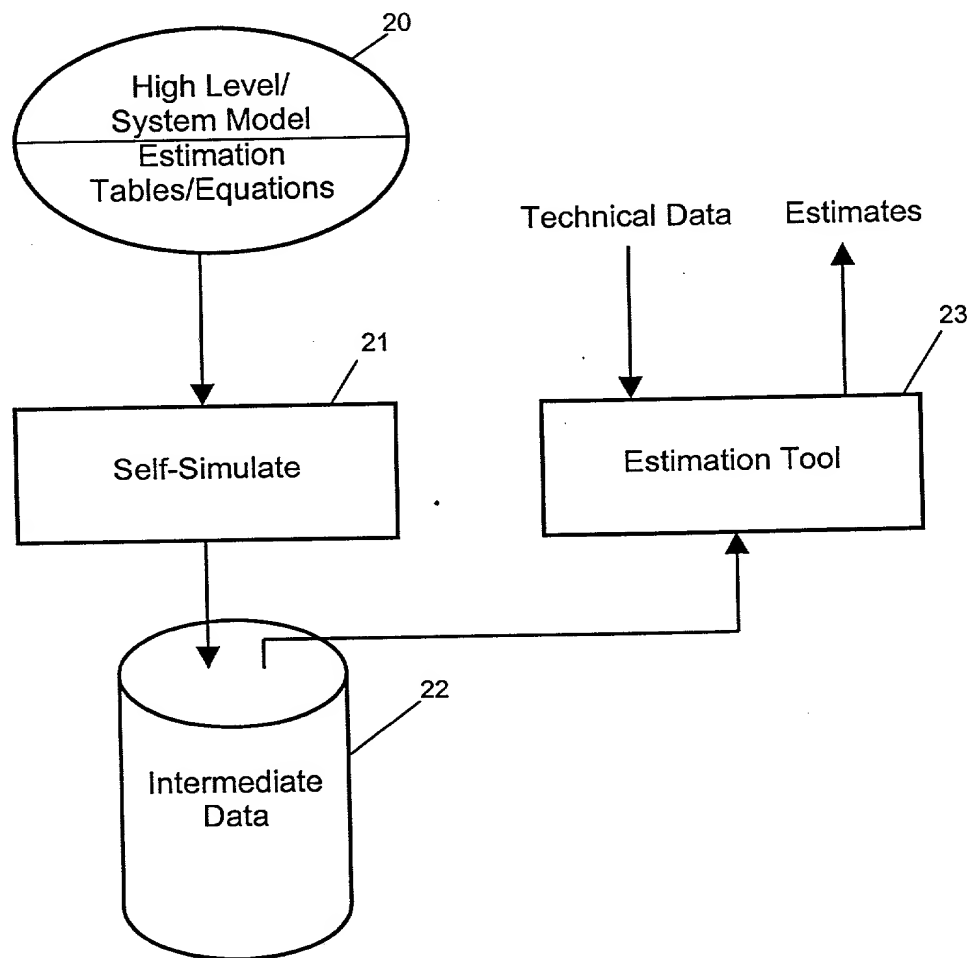 20
High Level/
System Model
Estimation
Tables/Equations
Technical Data
Estimates
21
23
Self-Simulate
Estimation Tool
22
Intermediate
Data